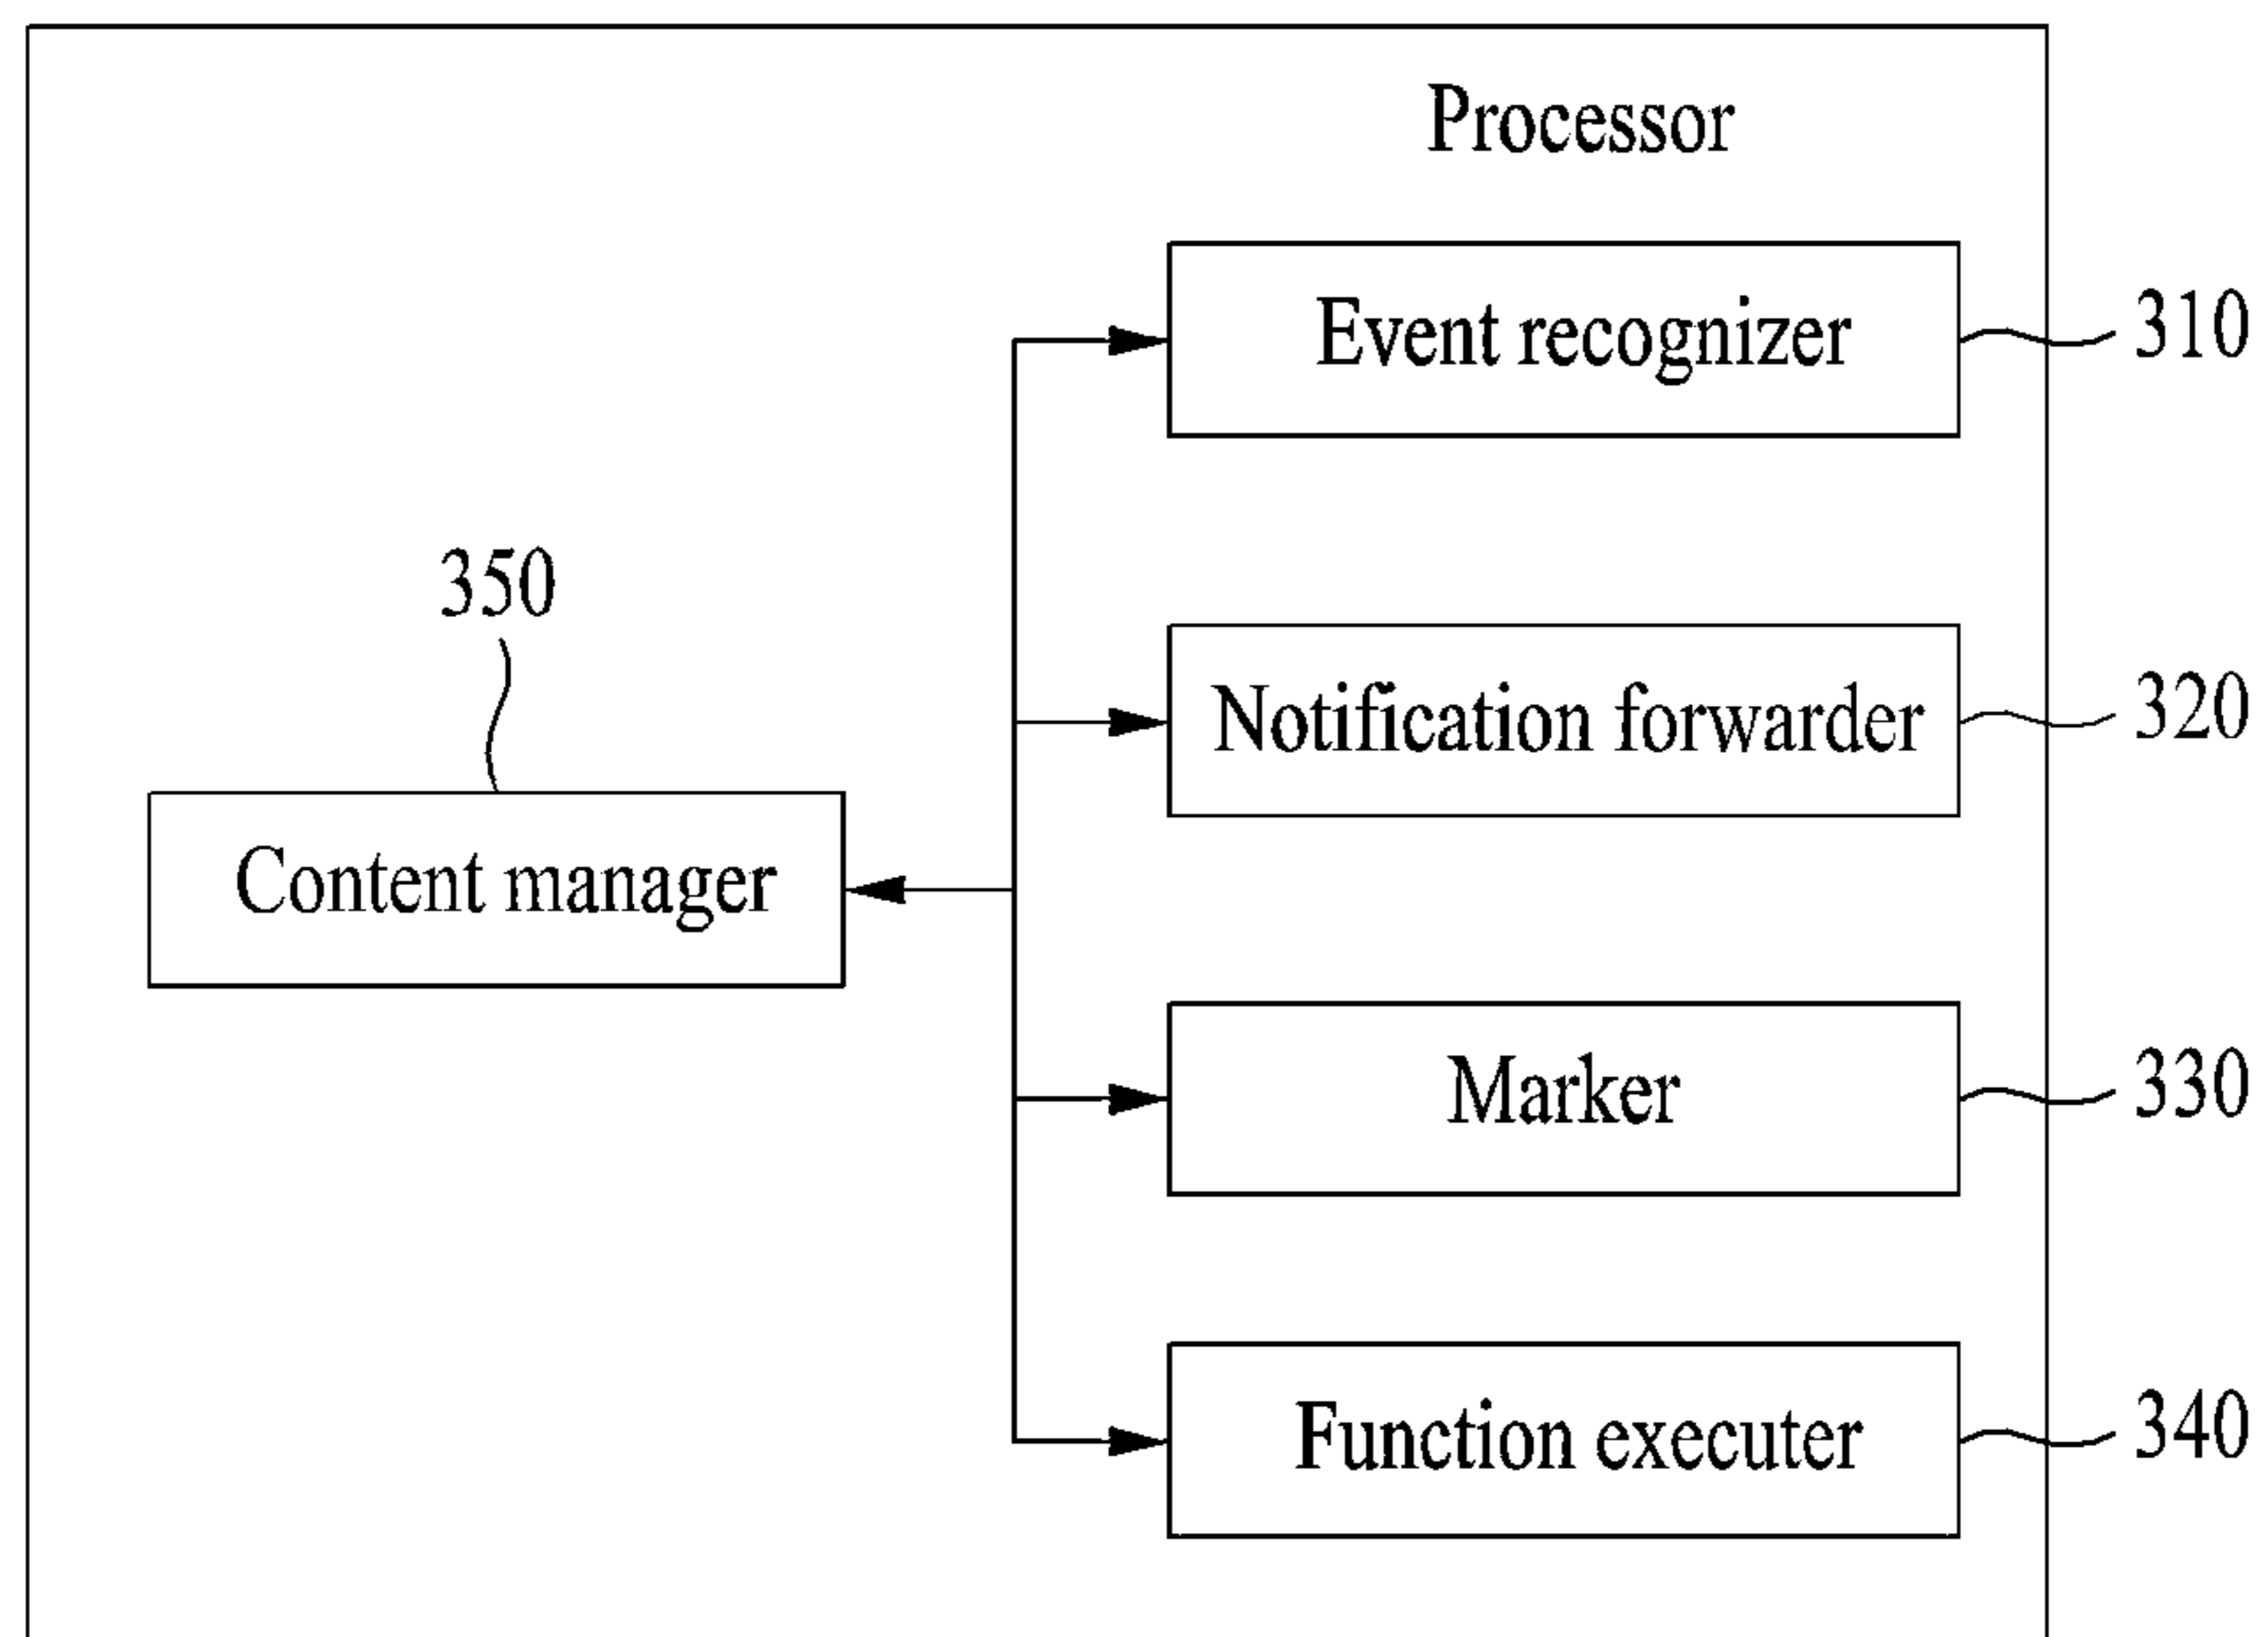 Processor
Event recognizer
310
350
Notification forwarder
320
Content manager
Marker
330
Function executer
340